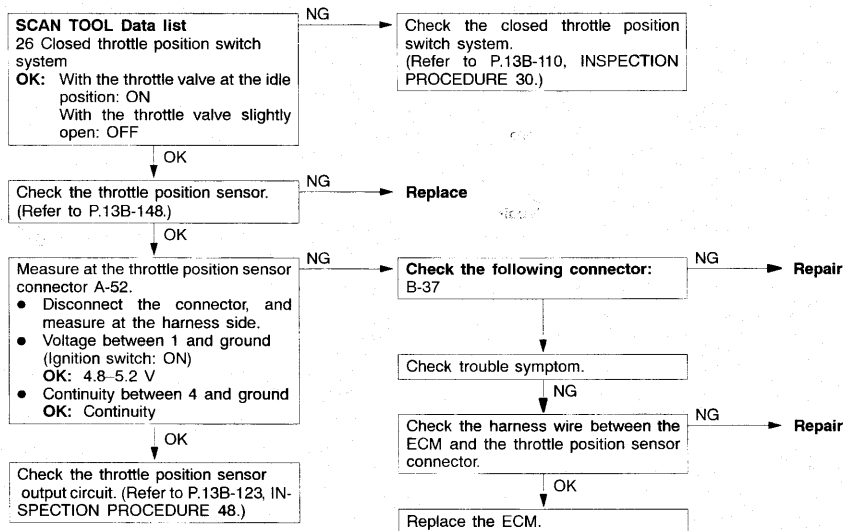 SCAN TOOL Data list
26 Closed throttle position switch
system
OK: With the throttle valve at the idle
position: ON
With the throttle valve slightly
open: OFF
NG
Check the closed throttle position
switch system.
(Refer to P.13B-110, INSPECTION
PROCEDURE 30.)
OK
Check the throttle position sensor.
(Refer to P.13B-148.)
NG
Replace
OK
Measure at the throttle position sensor
connector A-52.
● Disconnect the connector, and
measure at the harness side.
● Voltage between 1 and ground
(Ignition switch: ON)
OK: 4.8–5.2 V
● Continuity between 4 and ground
OK: Continuity
NG
Check the following connector:
B-37
NG
Repair
Check trouble symptom.
NG
Check the harness wire between the
ECM and the throttle position sensor
connector.
NG
Repair
OK
Replace the ECM.
OK
Check the throttle position sensor
output circuit. (Refer to P.13B-123, IN-
SPECTION PROCEDURE 48.)